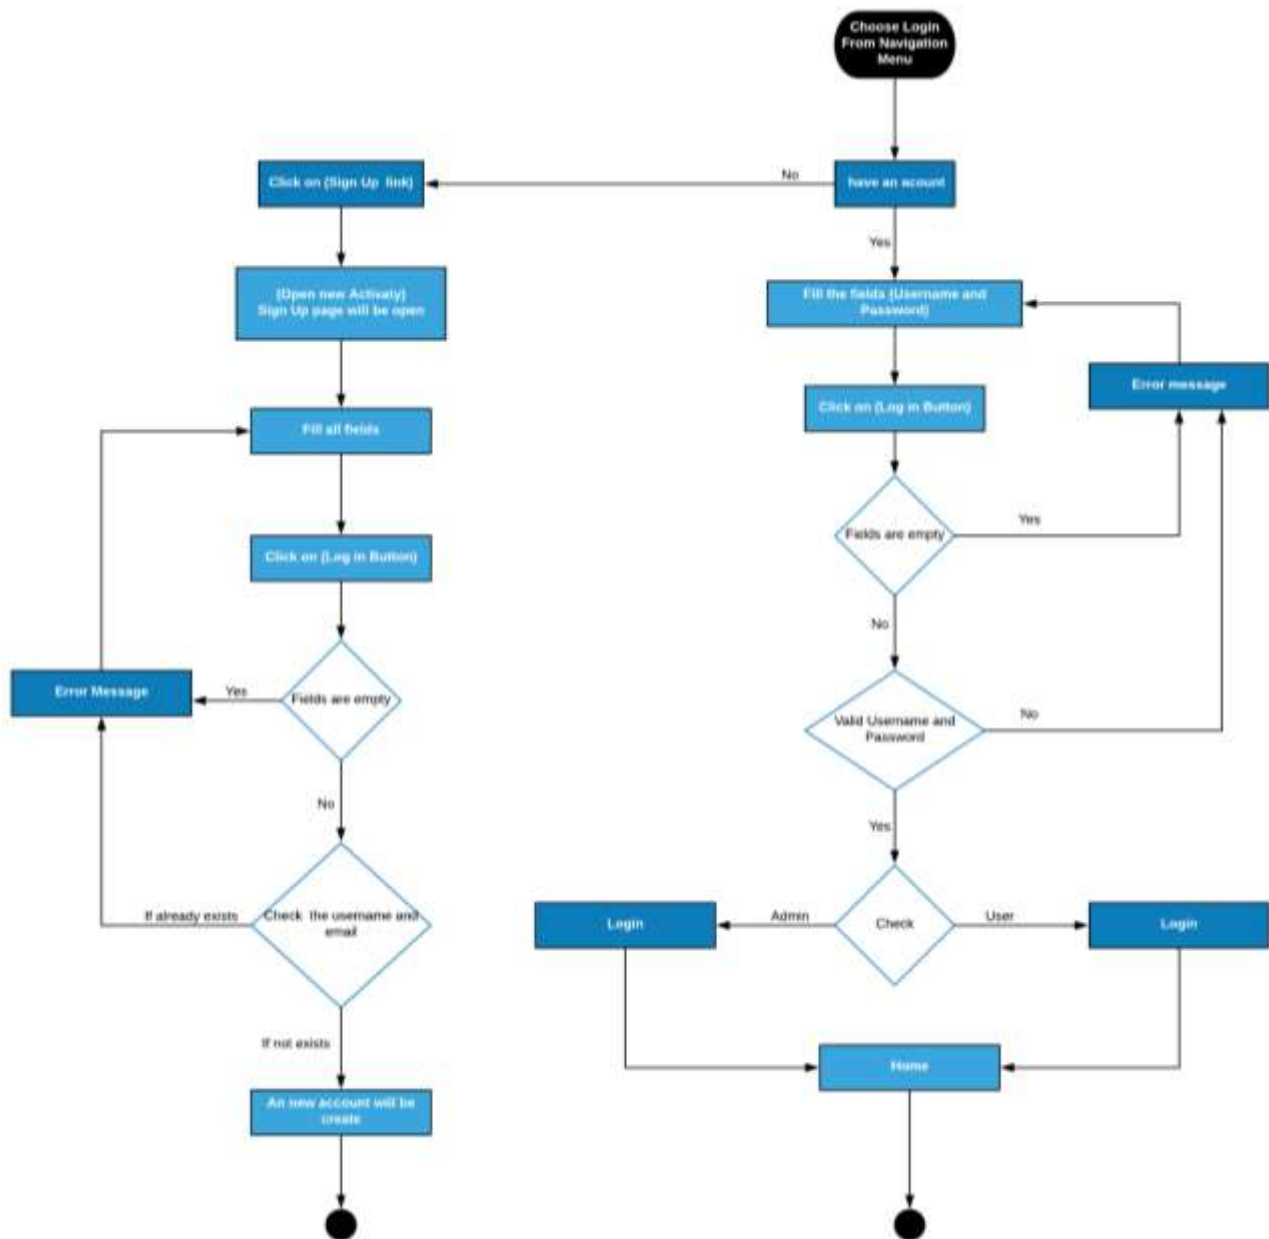 Choose Login
From Navigation
Menu
Click on (Sign Up link)
No
have an acount
Yes
(Open new Activaty)
Sign Up page will be open
Fill the fields (Username and
Password)
Error message
Click on (Log in Button)
Fill all fields
Fields are empty
Yes
Click on (Log in Button)
No
Error Message
Yes
Fields are empty
Valid Username and
Password
No
No
Yes
If already exists
Check the username and
email
Login
Admin
Check
User
Login
If not exists
Home
An new account will be
create